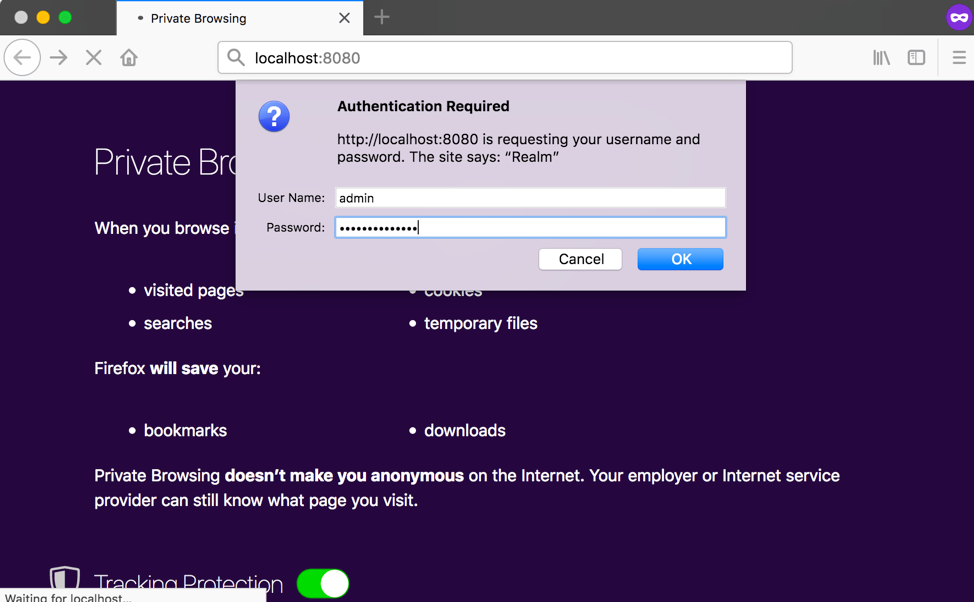 Private Browsing
localhost:8080
Authentication Required
http://localhost:8080 is requesting your username and
password. The site says: “Realm”
User Name: admin
Password: ••••••••••••••
Cancel OK
Private Bro
When you browse i
• visited pages • cookies
• searches • temporary files
Firefox will save your:
• bookmarks • downloads
Private Browsing doesn’t make you anonymous on the Internet. Your employer or Internet service
provider can still know what page you visit.
Tracking Protection
Waiting for localhost...